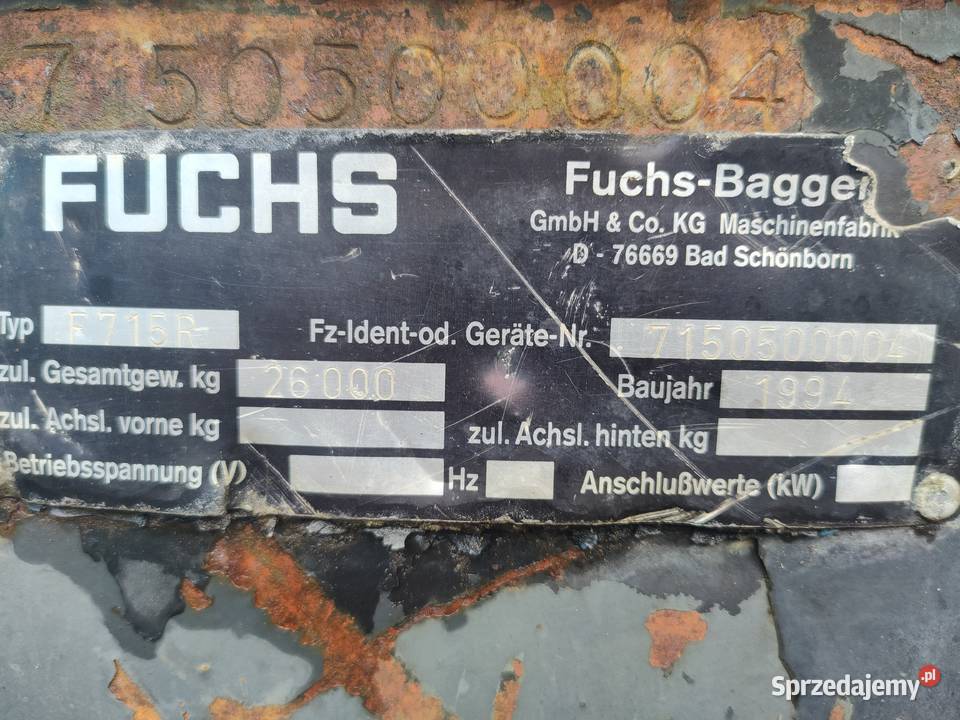 7150500004
FUCHS
Fuchs-Bagger
GmbH & Co. KG Maschinenfabrik
D - 76669 Bad Schönborn
Typ F715R Fz-Ident-od. Geräte-Nr. 7150500004
zul. Gesamtgew. kg 26000 Baujahr 1994
zul. Achsl. vorne kg zul. Achsl. hinten kg
Betriebsspannung (V) Hz Anschlußwerte (kW)
Sprzedajemy.pl